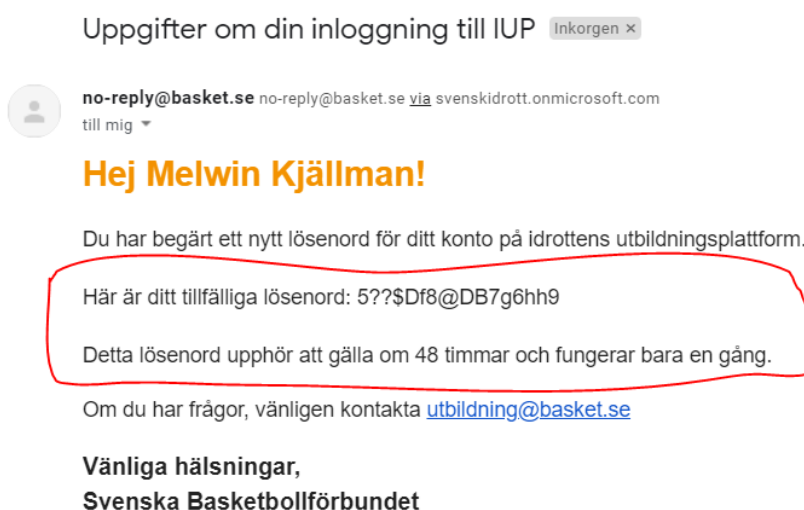 Uppgifter om din inloggning till IUP Inkorgen ×
no-reply@basket.se no-reply@basket.se via svenskidrott.onmicrosoft.com
till mig
Hej Melwin Kjällman!
Du har begärt ett nytt lösenord för ditt konto på idrottens utbildningsplattform.
Här är ditt tillfälliga lösenord: 5??$Df8@DB7g6hh9
Detta lösenord upphör att gälla om 48 timmar och fungerar bara en gång.
Om du har frågor, vänligen kontakta utbildning@basket.se
Vänliga hälsningar,
Svenska Basketbollförbundet